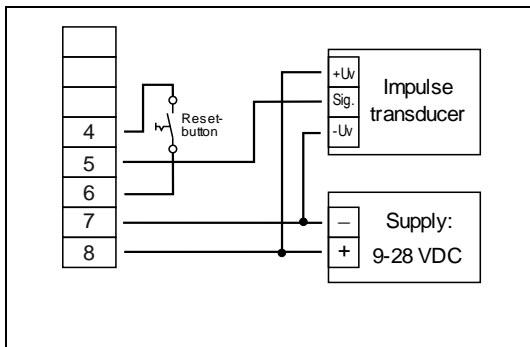 4
5
6
7
8
Reset-
button
+Uv
Sig.
-Uv
Impulse
transducer
–
+
Supply:
9-28 VDC